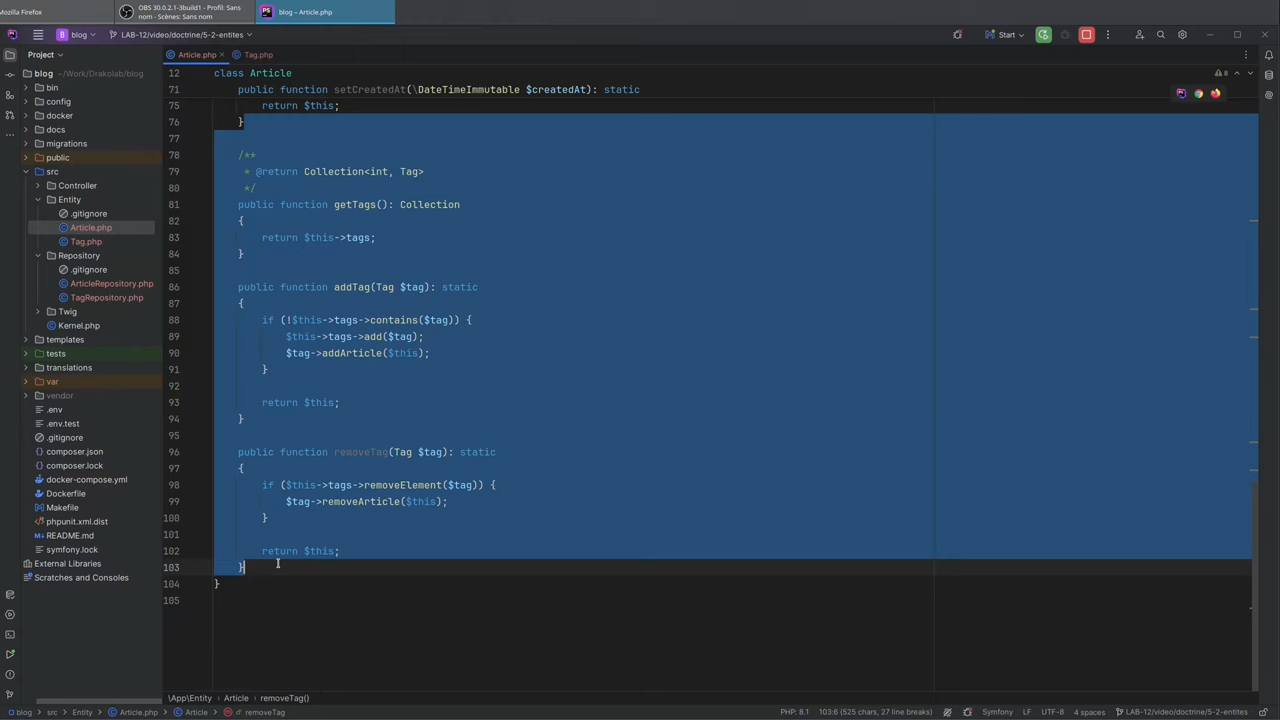 Mozilla Firefox
OBS 30.0.2.1-3build1 - Profil: Sans
nom - Scènes: Sans nom
blog – Article.php
blog
LAB-12/video/doctrine/5-2-entites
Start
Project
Article.php
Tag.php
blog ~/Work/Drakolab/blog
bin
config
docker
docs
migrations
public
src
Controller
Entity
.gitignore
Article.php
Tag.php
Repository
.gitignore
ArticleRepository.php
TagRepository.php
Twig
Kernel.php
templates
tests
translations
var
vendor
.env
.env.test
.gitignore
composer.json
composer.lock
docker-compose.yml
Dockerfile
Makefile
phpunit.xml.dist
README.md
symfony.lock
External Libraries
Scratches and Consoles
12 class Article
71 public function setCreatedAt(\DateTimeImmutable $createdAt): static
8
75 return $this;
76 }
77
78 /**
79 * @return Collection<int, Tag>
80 */
81 public function getTags(): Collection
82 {
83 return $this->tags;
84 }
85
86 public function addTag(Tag $tag): static
87 {
88 if (!$this->tags->contains($tag)) {
89 $this->tags->add($tag);
90 $tag->addArticle($this);
91 }
92
93 return $this;
94 }
95
96 public function removeTag(Tag $tag): static
97 {
98 if ($this->tags->removeElement($tag)) {
99 $tag->removeArticle($this);
100 }
101
102 return $this;
103 }
104 }
105
\App\Entity Article removeTag()
blog src Entity Article.php Article removeTag
PHP: 8.1 103:6 (525 chars, 27 line breaks) Symfony LF UTF-8 4 spaces LAB-12/video/doctrine/5-2-entites